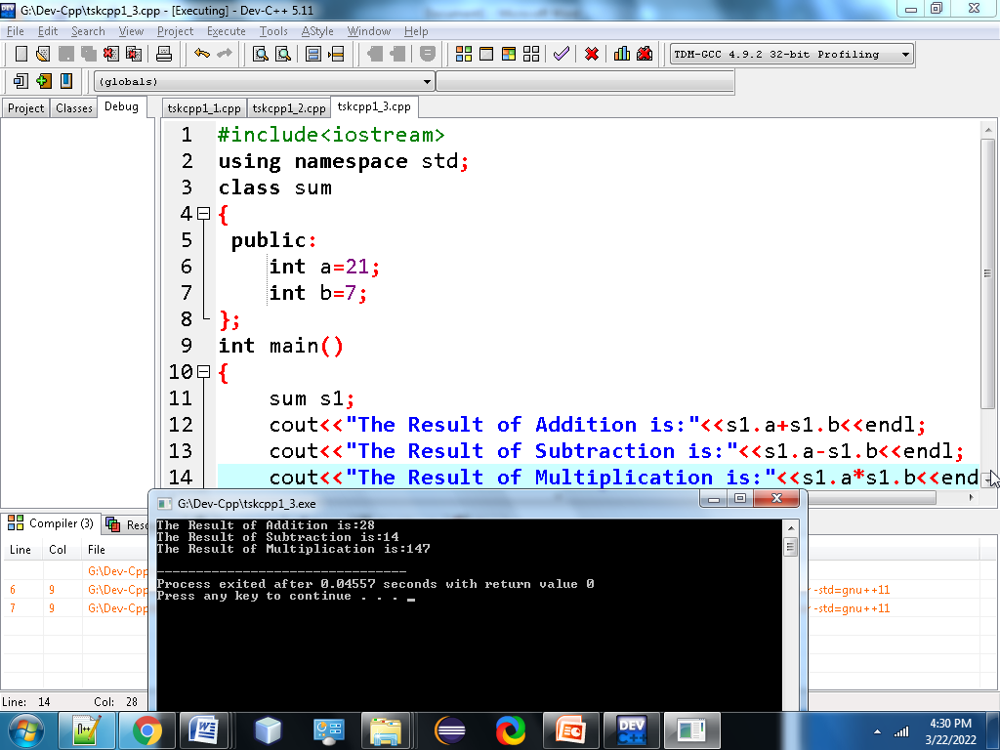 G:\Dev-Cpp\tskcpp1_3.cpp - [Executing] - Dev-C++ 5.11
File Edit Search View Project Execute Tools AStyle Window Help
TDM-GCC 4.9.2 32-bit Profiling
(globals)
Project Classes Debug
tskcpp1_1.cpp tskcpp1_2.cpp tskcpp1_3.cpp
1 #include<iostream>
2 using namespace std;
3 class sum
4 {
5 public:
6 int a=21;
7 int b=7;
8 };
9 int main()
10 {
11 sum s1;
12 cout<<"The Result of Addition is:"<<s1.a+s1.b<<endl;
13 cout<<"The Result of Subtraction is:"<<s1.a-s1.b<<endl;
14 cout<<"The Result of Multiplication is:"<<s1.a*s1.b<<end
Compiler (3) Reso
Line Col File
G:\Dev-Cpp
6 9 G:\Dev-Cpp -std=gnu++11
7 9 G:\Dev-Cpp -std=gnu++11
G:\Dev-Cpp\tskcpp1_3.exe
The Result of Addition is:28
The Result of Subtraction is:14
The Result of Multiplication is:147
--------------------------------
Process exited after 0.04557 seconds with return value 0
Press any key to continue . . . _
Line: 14 Col: 28
DEV
C++
4:30 PM
3/22/2022